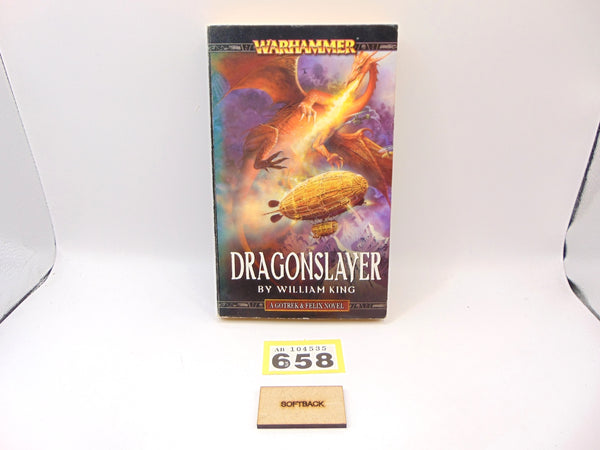 WARHAMMER
DRAGONSLAYER
BY WILLIAM KING
A GOTREK & FELIX NOVEL
AB 104535
658
SOFTBACK